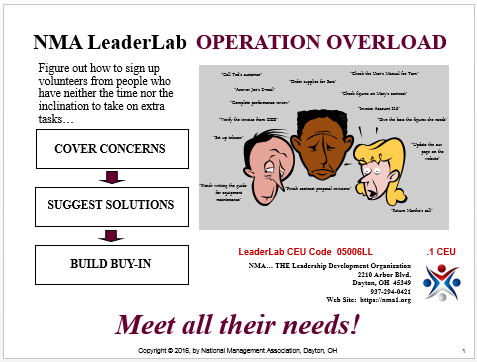 NMA LeaderLab OPERATION OVERLOAD
Figure out how to sign up
volunteers from people who
have neither the time nor the
inclination to take on extra
tasks…
COVER CONCERNS
SUGGEST SOLUTIONS
BUILD BUY-IN
"Call Ted's customer"
"Check the User's Manual for Tom"
"Order supplies for Sara"
"Answer Jan's E-mail"
"Check figures on Mary's contract"
"Complete performance review"
"Invoice Account 213"
"Verify the invoice from
"Give the boss the figures she needs"
"Set up
"Update the
page on the
website"
"Finish writing the guide
for equipment
maintenance"
"Finish contract proposal revisions"
"Return Martha's call"
LeaderLab CEU Code 05006LL .1 CEU
NMA… THE Leadership Development Organization
2210 Arbor Blvd.
Dayton, OH 45349
937-294-0421
Web Site: https://nma1.org
Meet all their needs!
Copyright © 2016, by National Management Association, Dayton, OH
1